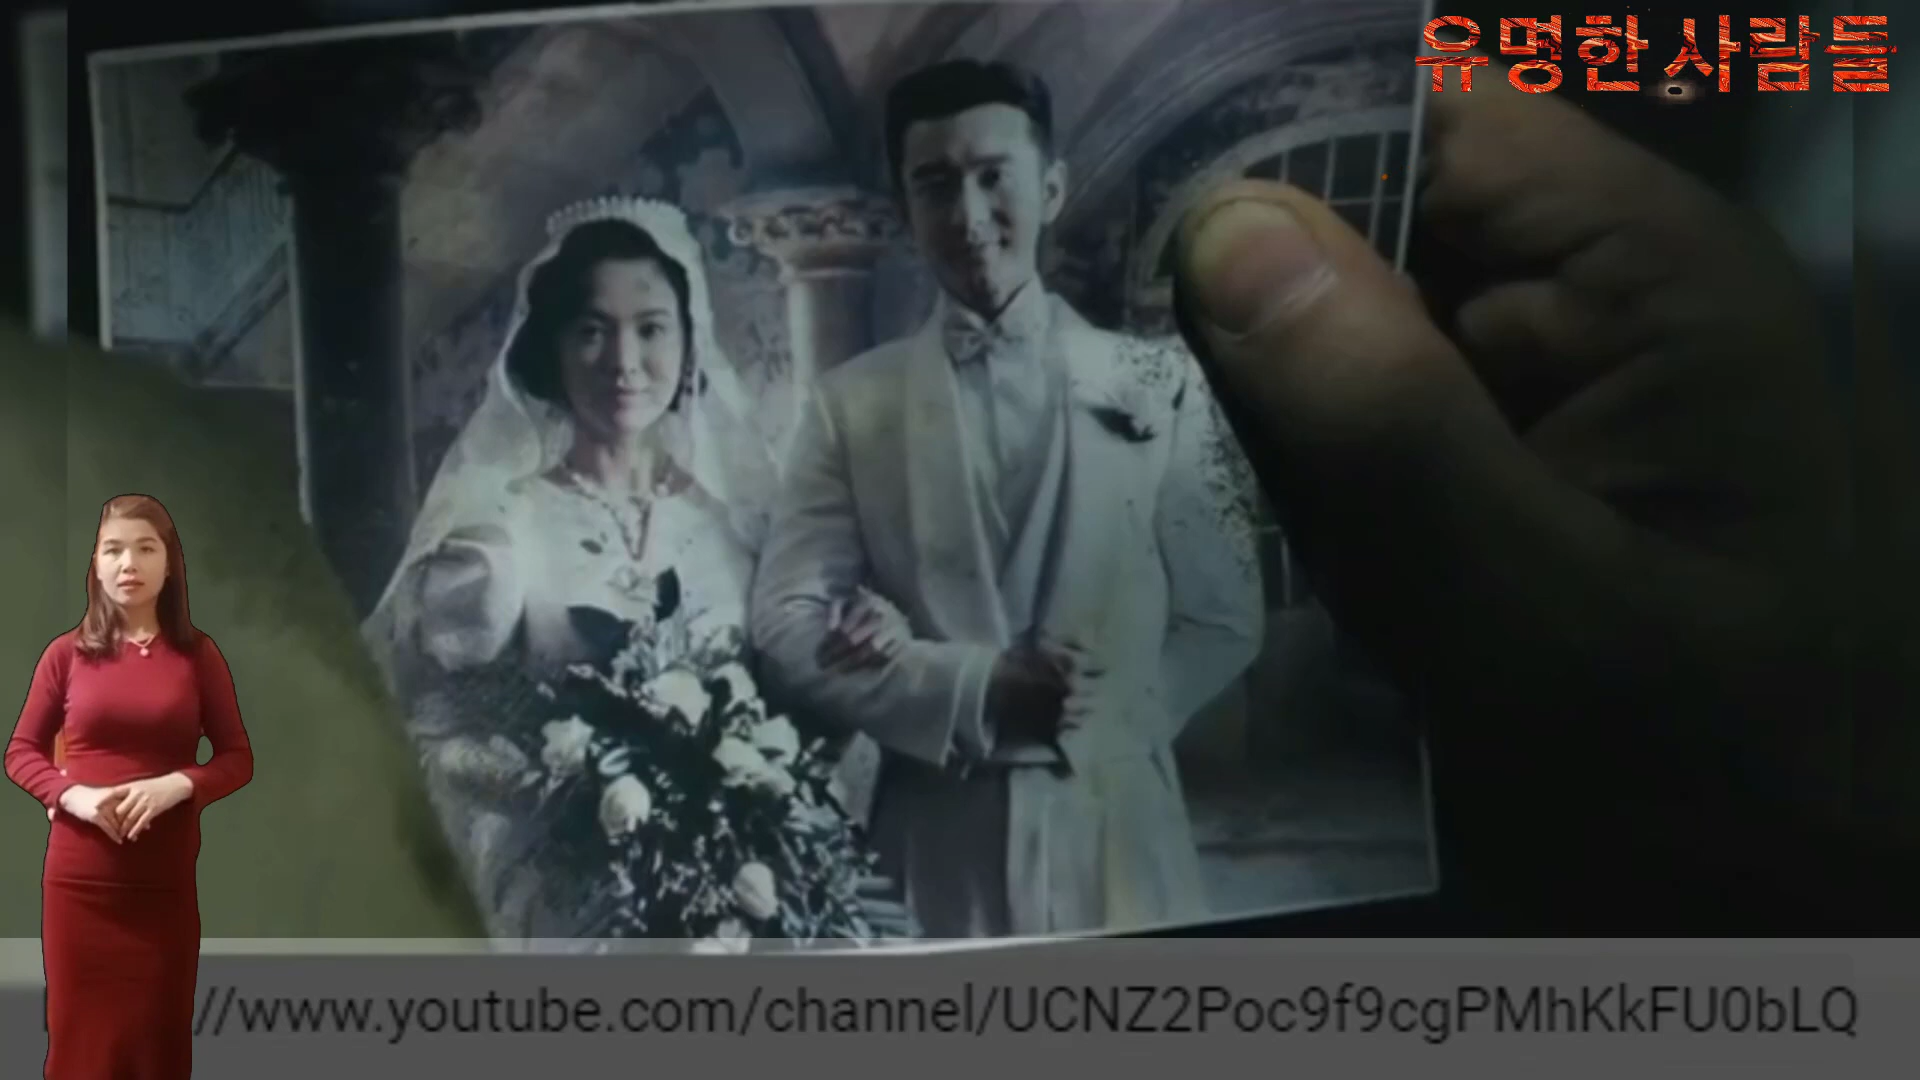 유명한 사람들
//www.youtube.com/channel/UCNZ2Poc9f9cgPMhKkFU0bLQ